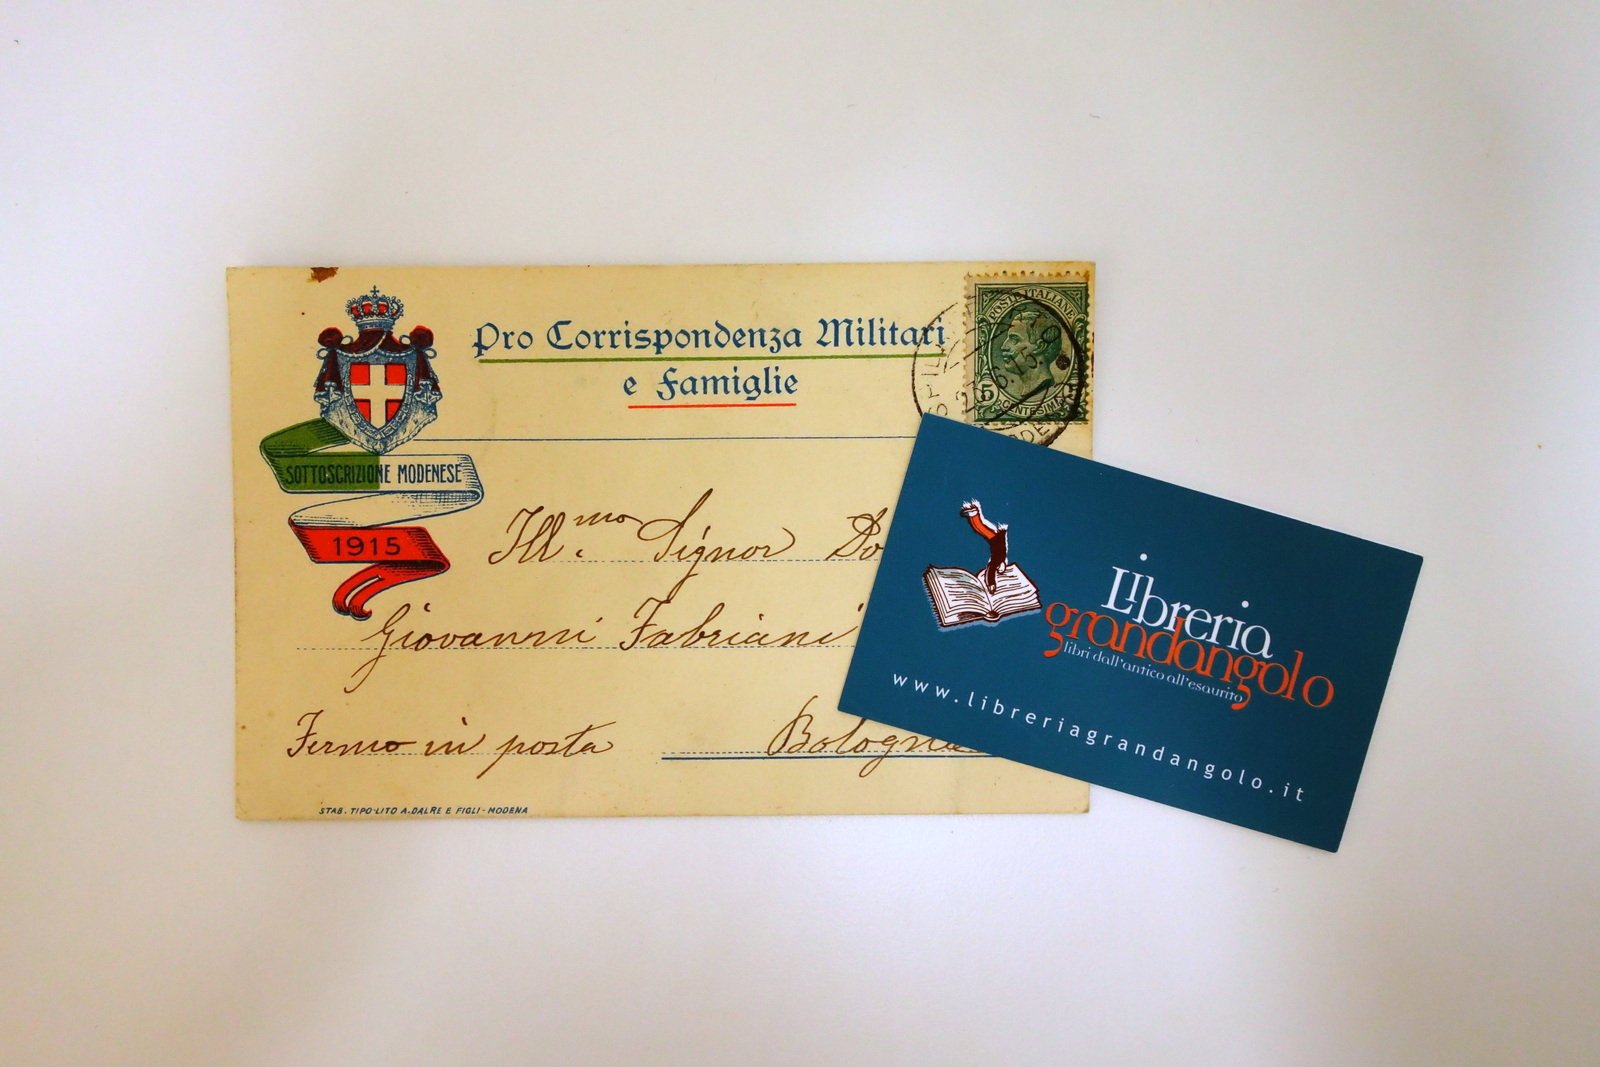 Pro Corrispondenza Militari
e Famiglie
POSTE ITALIANE
5
CENTESIMI
SOTTOSCRIZIONE MODENESE
1915
Ill.mo Signor
Giovanni Fabriani
Fermo in posta
Bologna
STAB. TIPO-LITO A. DALRE E FIGLI - MODENA
Libreria
grandangolo
libri dall'antico all'esaurito
www.libreriagrandangolo.it